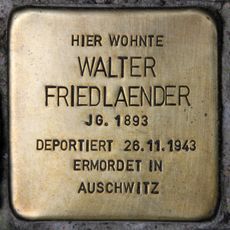 HIER WOHNTE
WALTER
FRIEDLAENDER
JG. 1893
DEPORTIERT 26.11.1943
ERMORDET IN
AUSCHWITZ